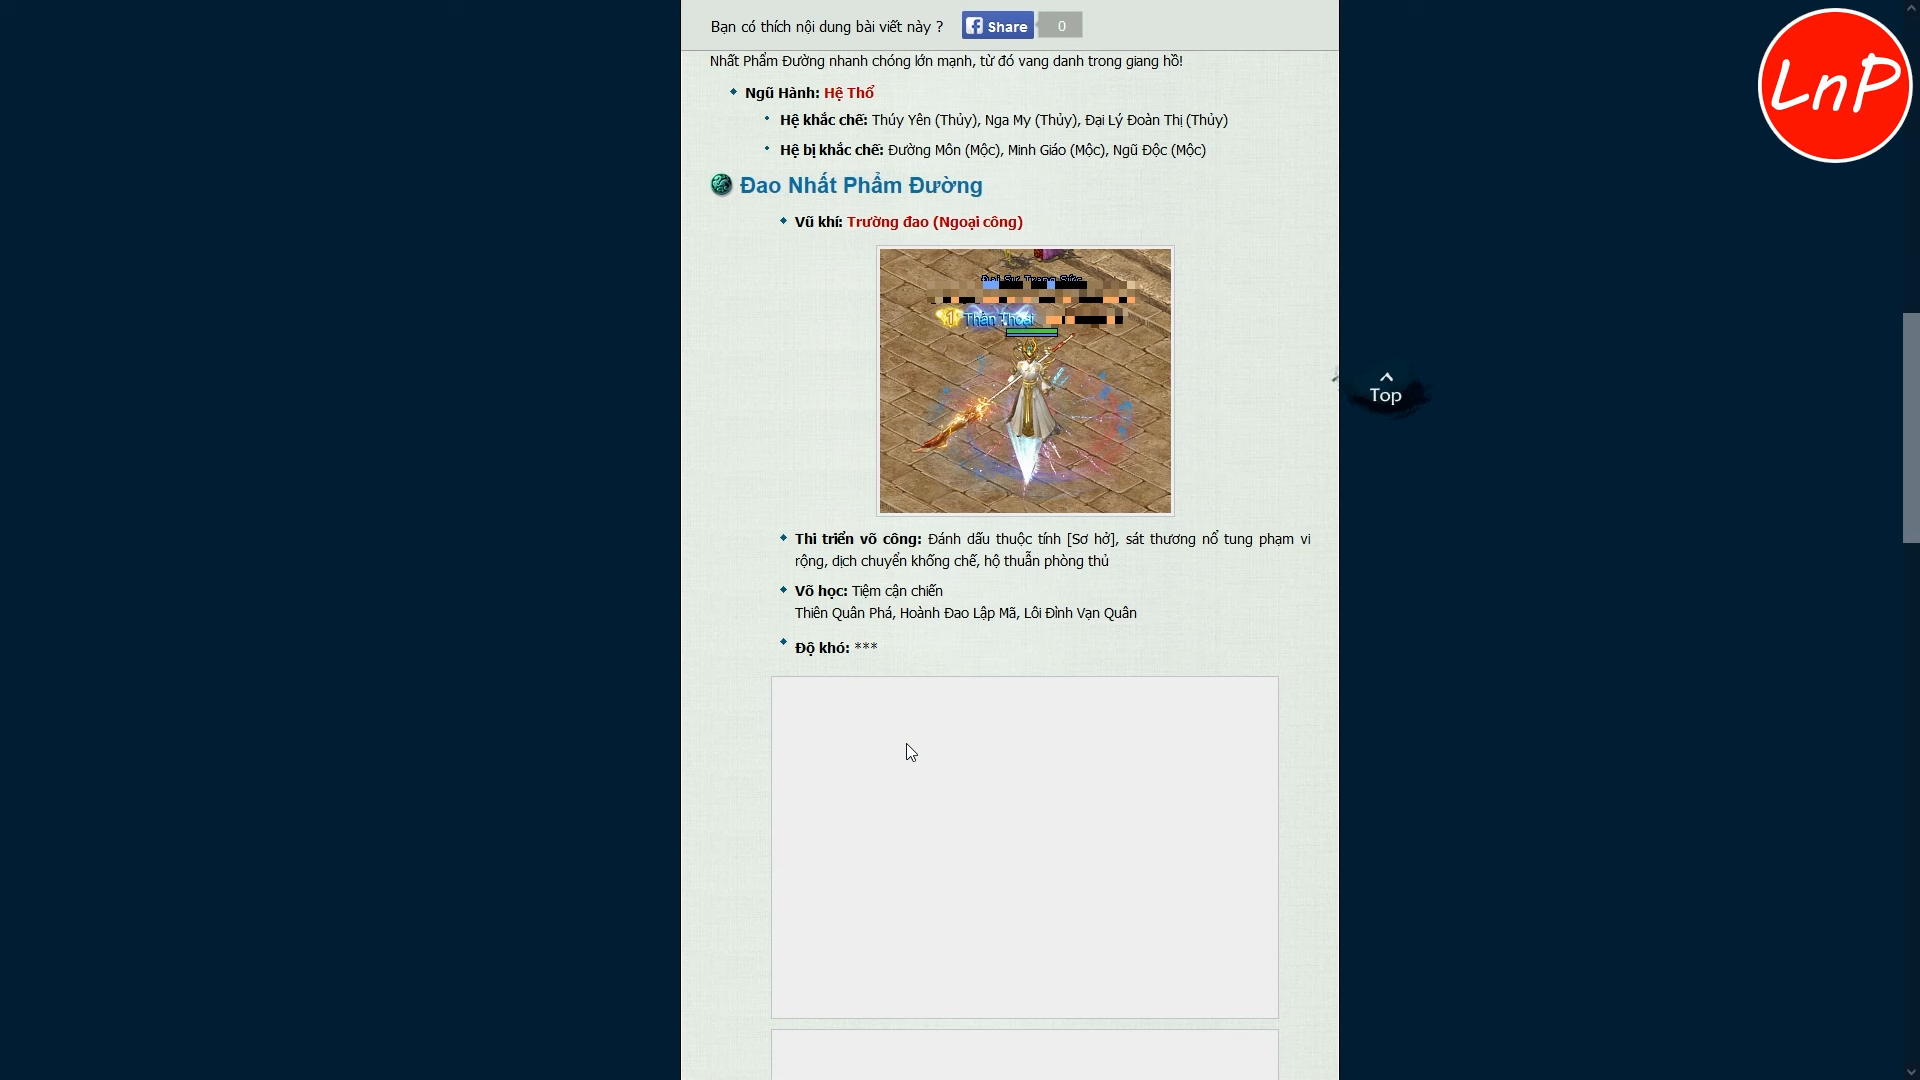 Bạn có thích nội dung bài viết này ?
Share
0
Nhất Phẩm Đường nhanh chóng lớn mạnh, từ đó vang danh trong giang hồ!
Ngũ Hành: Hệ Thổ
Hệ khắc chế: Thúy Yên (Thủy), Nga My (Thủy), Đại Lý Đoàn Thị (Thủy)
Hệ bị khắc chế: Đường Môn (Mộc), Minh Giáo (Mộc), Ngũ Độc (Mộc)
Đao Nhất Phẩm Đường
Vũ khí: Trường đao (Ngoại công)
Đại Sư Trang Sức
1 Thần Thoại
Thi triển võ công: Đánh dấu thuộc tính [Sơ hở], sát thương nổ tung phạm vi
rộng, dịch chuyển khống chế, hộ thuẫn phòng thủ
Võ học: Tiệm cận chiến
Thiên Quân Phá, Hoành Đao Lập Mã, Lôi Đình Vạn Quân
Độ khó: ***
Top
LnP